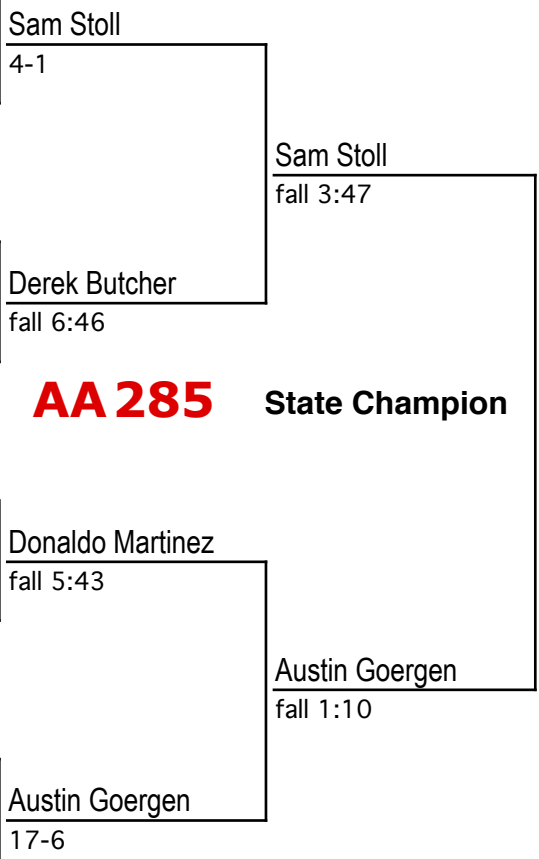 Sam Stoll
4-1
Sam Stoll
fall 3:47
Derek Butcher
fall 6:46
AA 285 State Champion
Donaldo Martinez
fall 5:43
Austin Goergen
fall 1:10
Austin Goergen
17-6